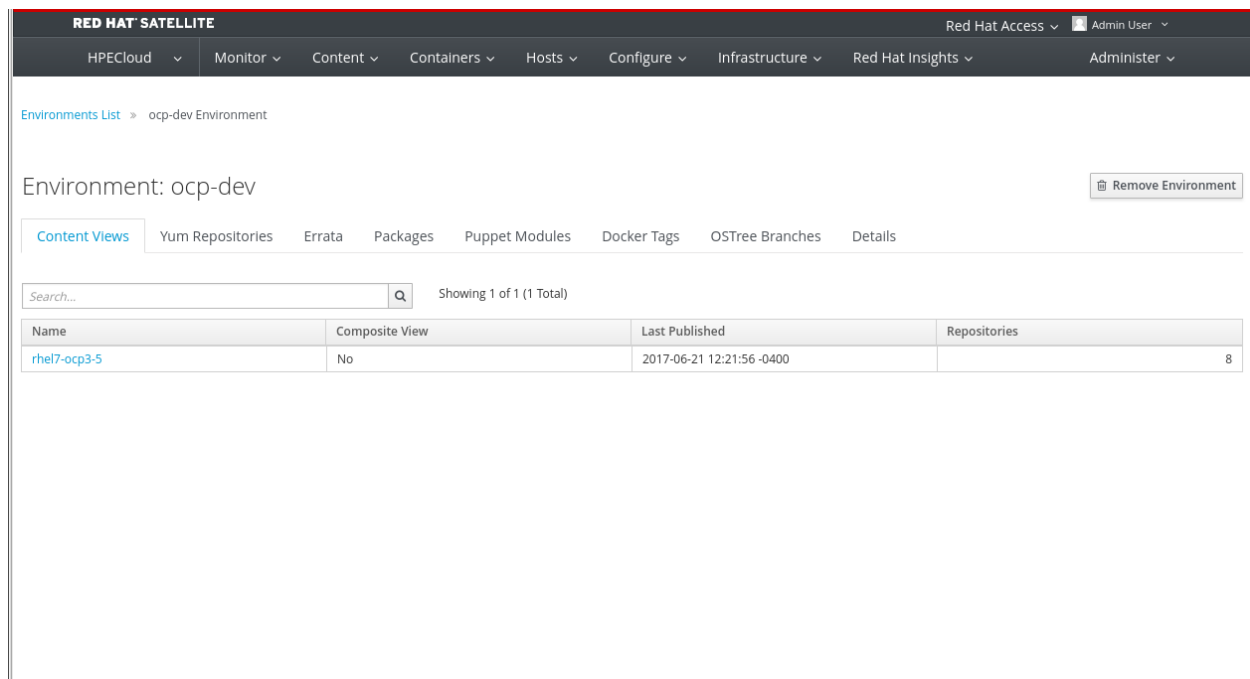 RED HAT SATELLITE
Red Hat Access Admin User
HPECloud Monitor Content Containers Hosts Configure Infrastructure Red Hat Insights Administer
Environments List » ocp-dev Environment
Environment: ocp-dev
Remove Environment
Content Views Yum Repositories Errata Packages Puppet Modules Docker Tags OSTree Branches Details
Search... Showing 1 of 1 (1 Total)
Name Composite View Last Published Repositories
rhel7-ocp3-5 No 2017-06-21 12:21:56 -0400 8